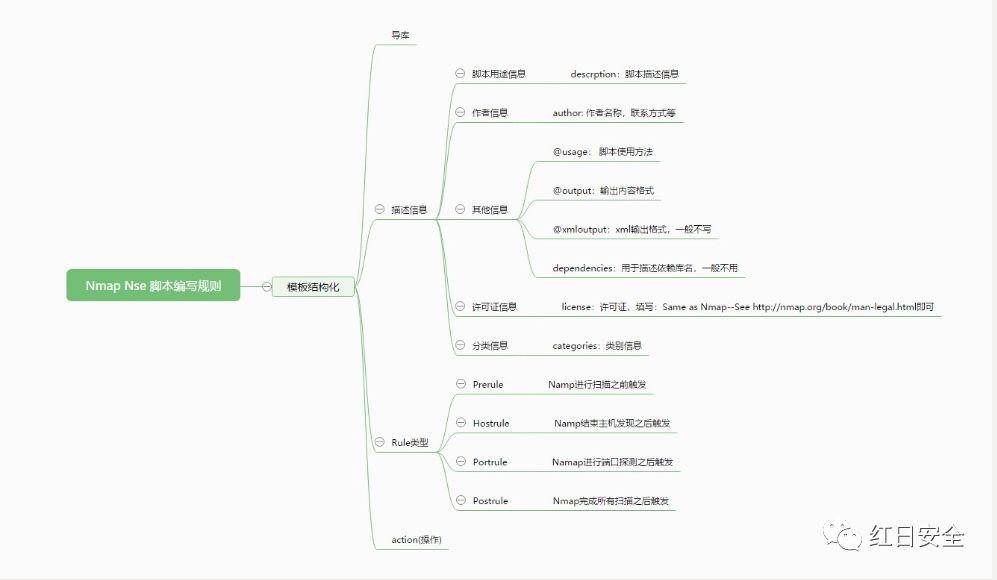 导库
脚本用途信息 descrption：脚本描述信息
作者信息 author: 作者名称，联系方式等
@usage： 脚本使用方法
@output：输出内容格式
描述信息 其他信息
@xmloutput：xml输出格式，一般不写
dependencies：用于描述依赖库名，一般不用
Nmap Nse 脚本编写规则 模板结构化
许可证信息 license：许可证，填写：Same as Nmap--See http://nmap.org/book/man-legal.html即可
分类信息 categories：类别信息
Prerule Namp进行扫描之前触发
Hostrule Namp结束主机发现之后触发
Rule类型
Portrule Namap进行端口探测之后触发
Postrule Nmap完成所有扫描之后触发
action(操作)
红日安全